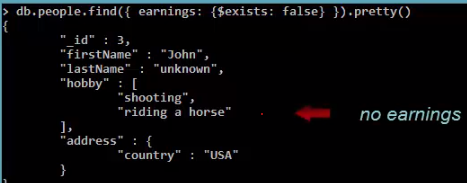 > db.people.find({ earnings: {$exists: false} }).pretty()
{
"_id" : 3,
"firstName" : "John",
"lastName" : "unknown",
"hobby" : [
"shooting",
"riding a horse"
],
no earnings
"address" : {
"country" : "USA"
}
}